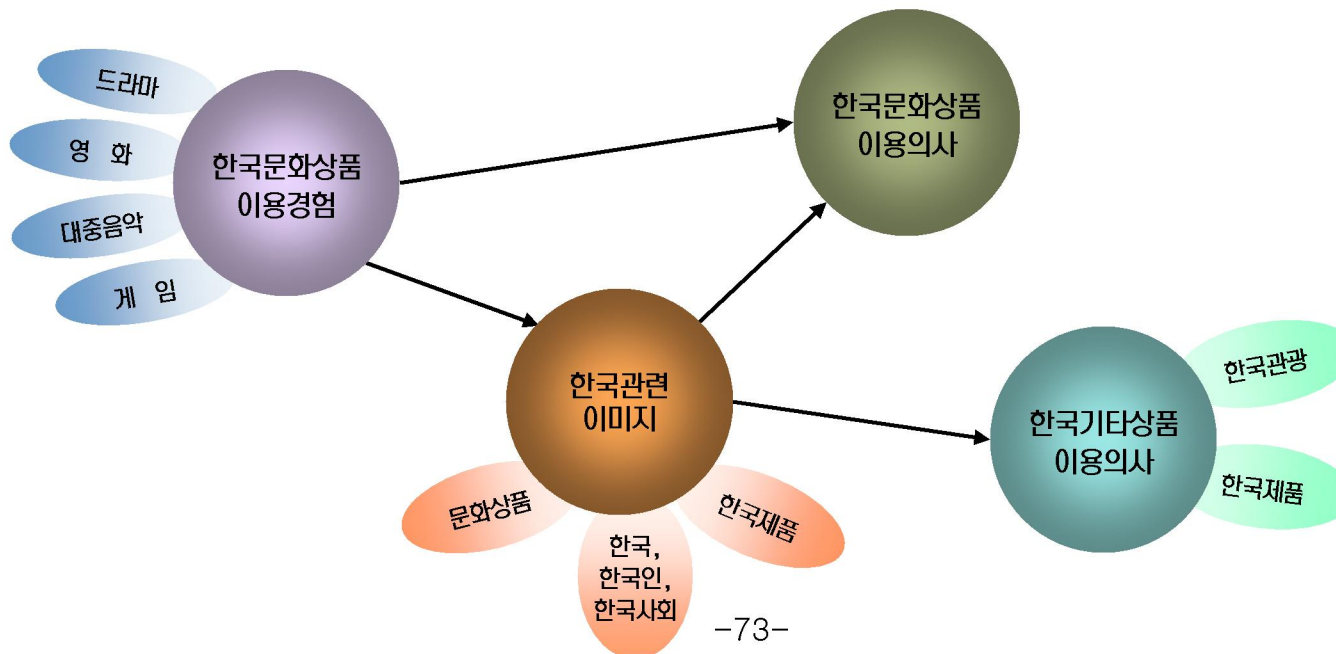 드라마
영 화
대중음악
게 임
한국문화상품
이용경험
한국문화상품
이용의사
한국관련
이미지
문화상품
한국,
한국인,
한국사회
한국제품
한국기타상품
이용의사
한국관광
한국제품
-73-